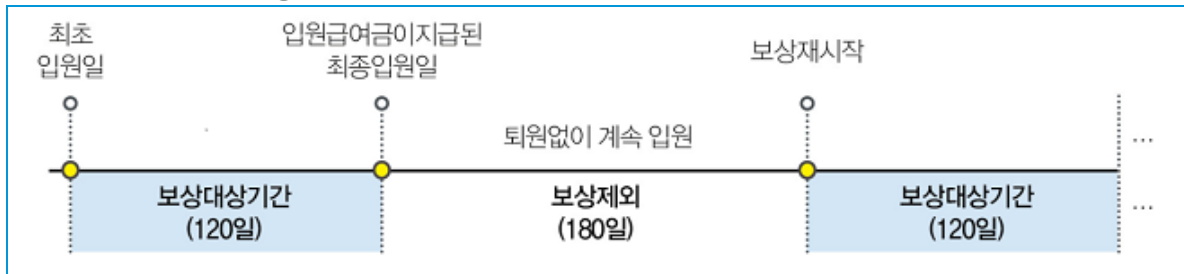 최초
입원일
입원급여금이지급된
최종입원일
보상재시작
퇴원없이 계속 입원
...
보상대상기간
(120일)
보상제외
(180일)
보상대상기간
(120일)
...